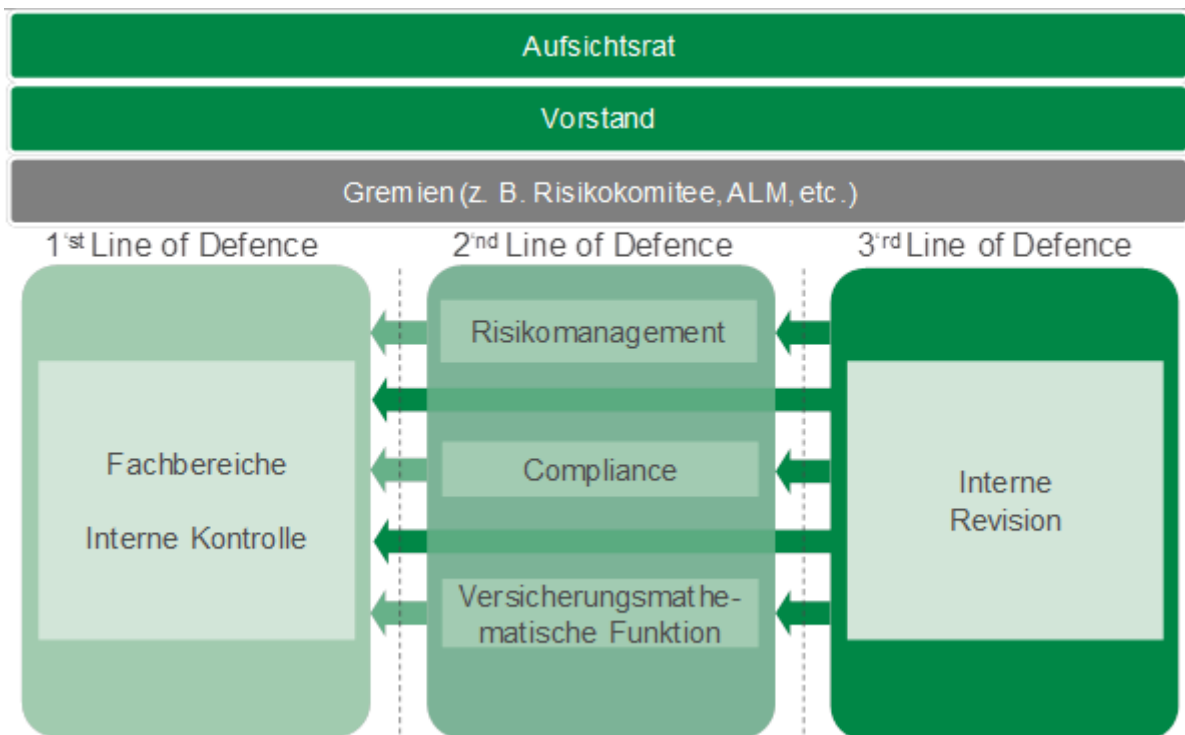 Aufsichtsrat
Vorstand
Gremien (z. B. Risikokomitee, ALM, etc.)
1‘st Line of Defence
2‘nd Line of Defence
3‘rd Line of Defence
Risikomanagement
Fachbereiche
Compliance
Interne
Revision
Interne Kontrolle
Versicherungsmathe-
matische Funktion